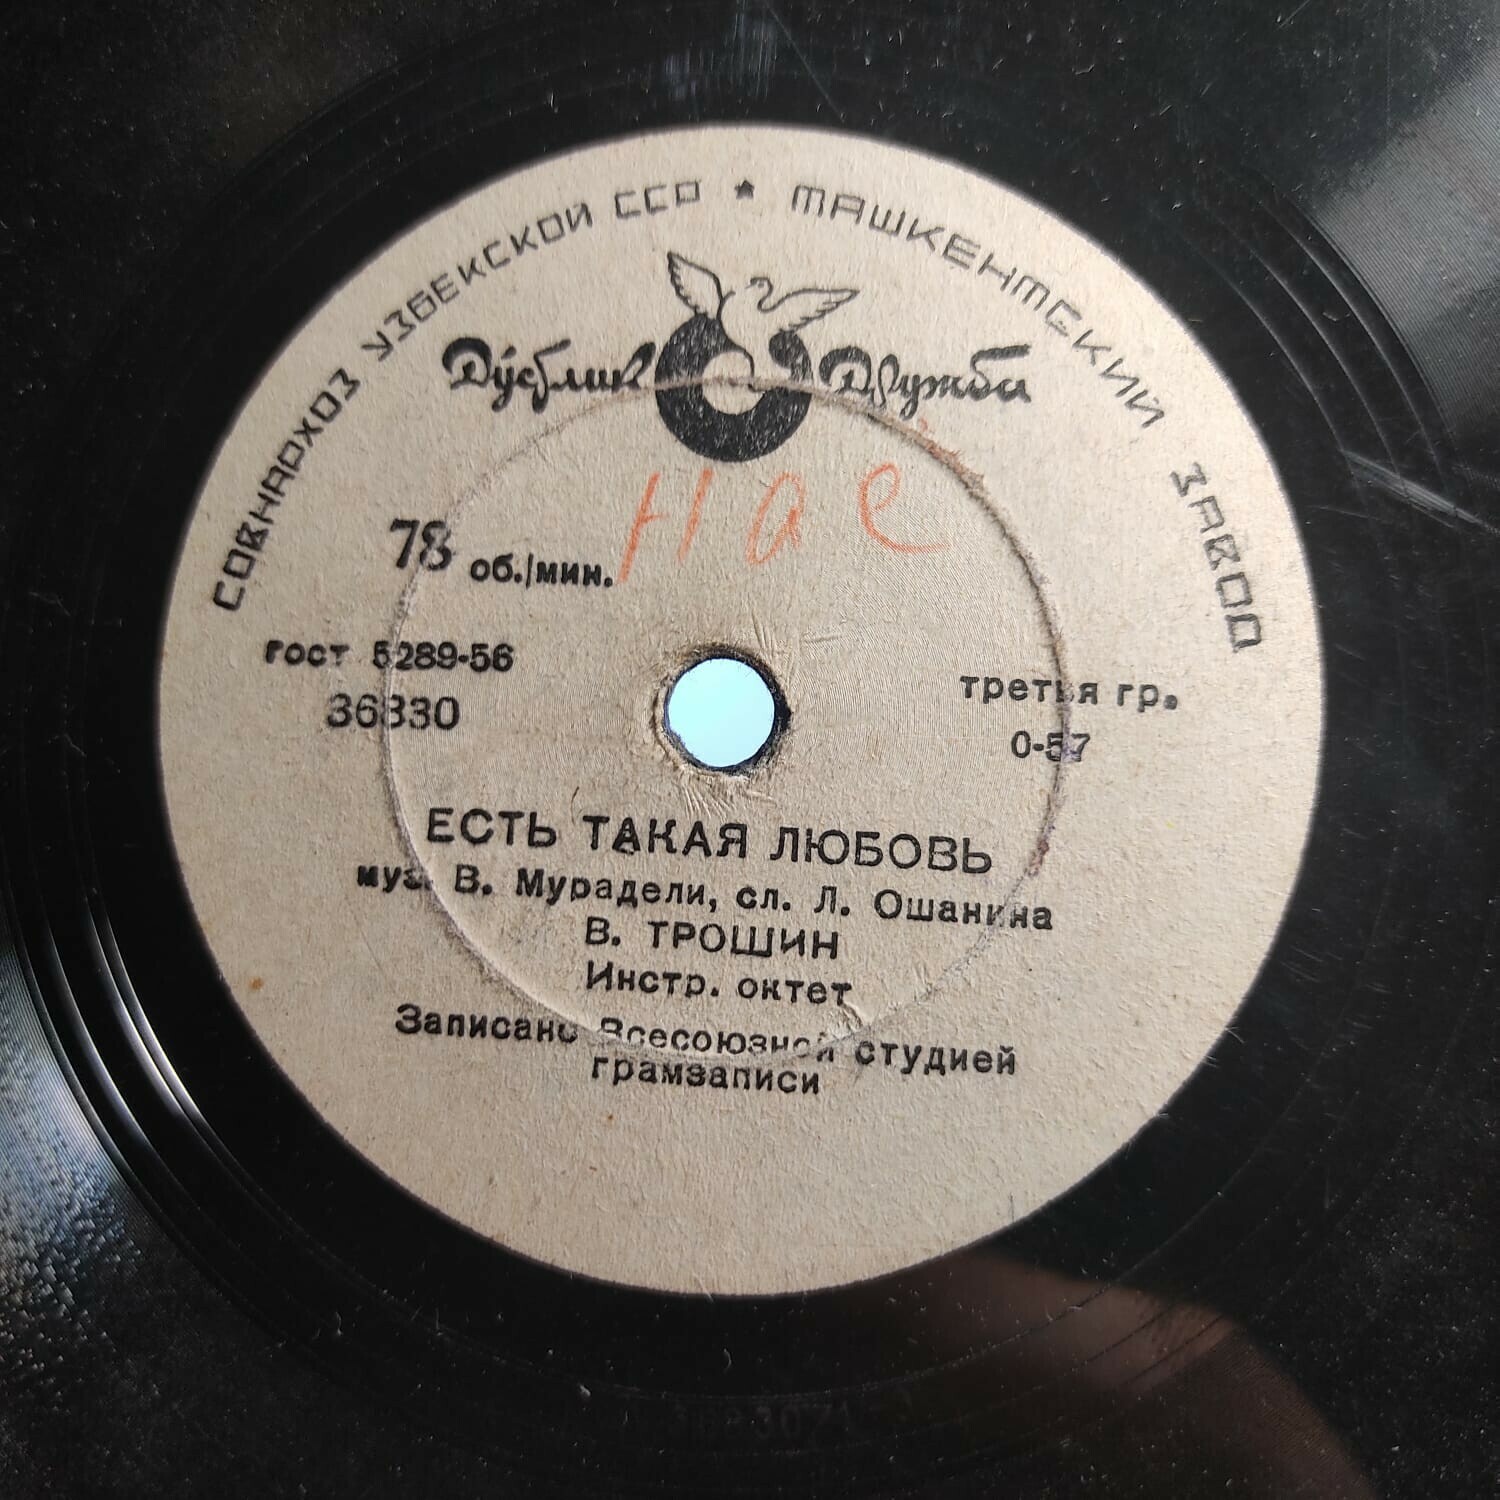 СОВНАРХОЗ УЗБЕКСКОЙ ССР ★ ТАШКЕНТСКИЙ ЗАВОД
Дўстлик Дружба
Нае
78 об./мин.
гост 5289-56
36330
третья гр.
0-57
ЕСТЬ ТАКАЯ ЛЮБОВЬ
муз. В. Мурадели, сл. Л. Ошанина
В. ТРОШИН
Инстр. октет
Записано Всесоюзной студией
грамзаписи